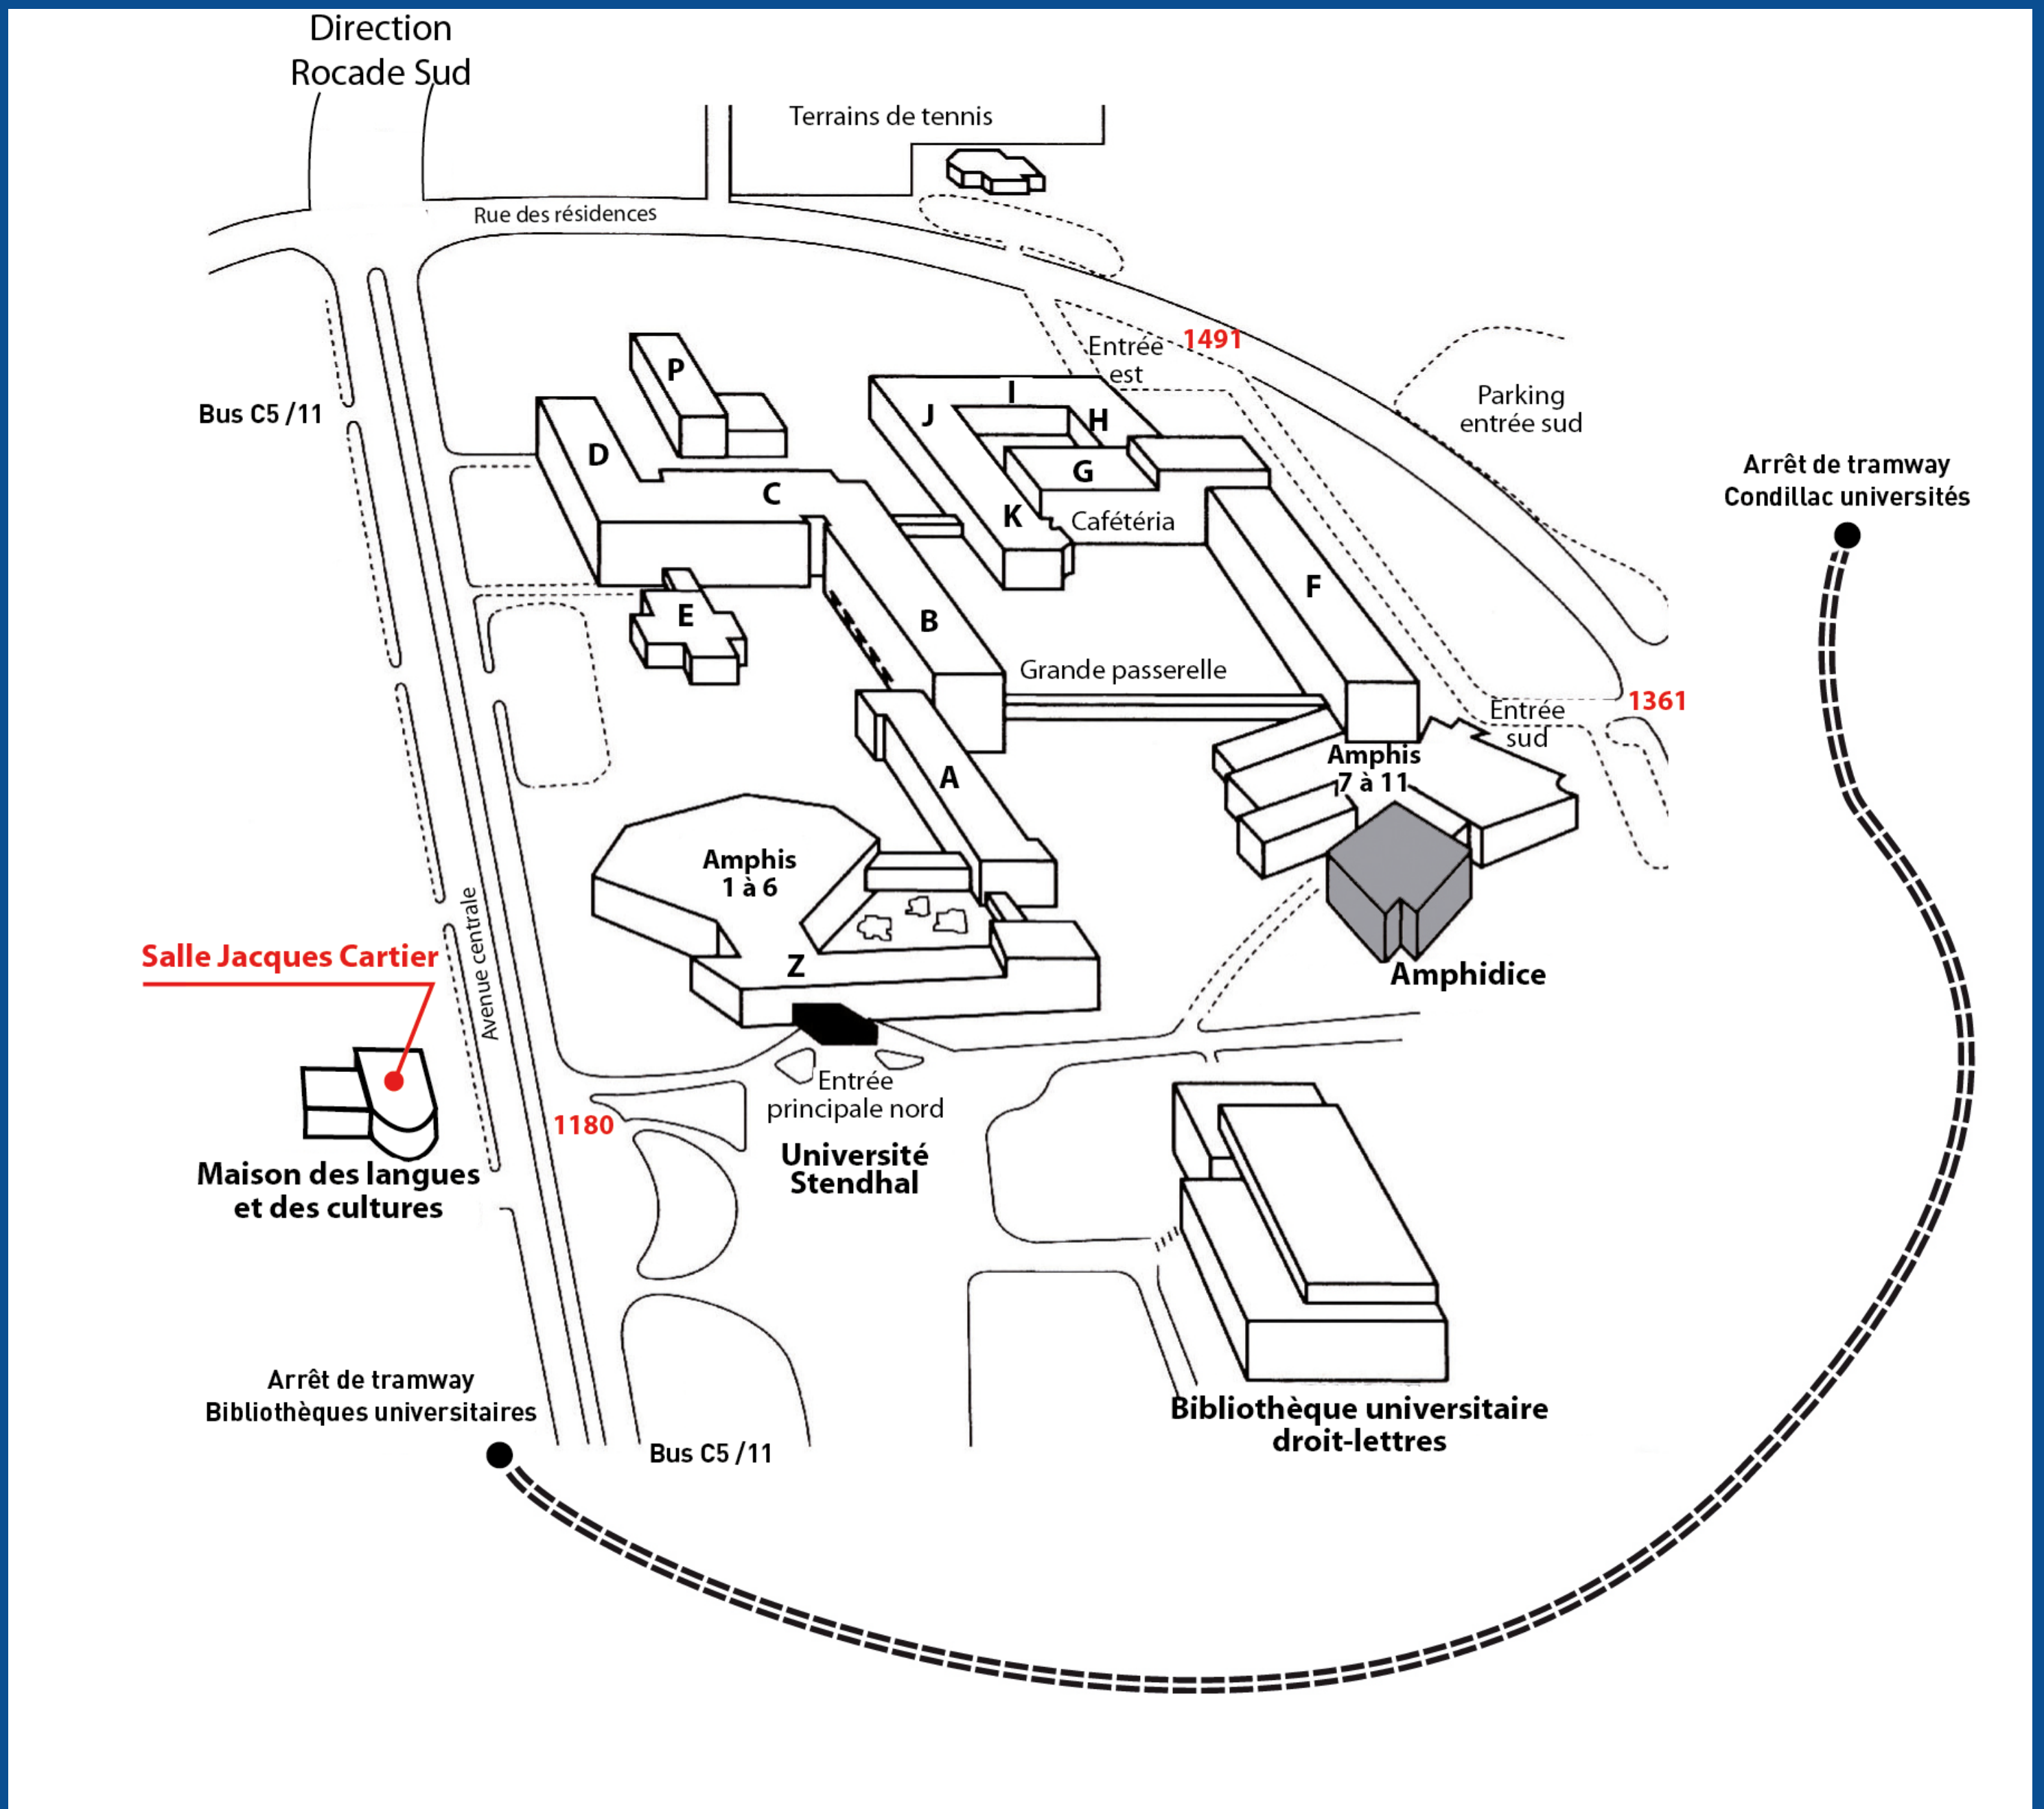 Direction
Rocade Sud
Terrains de tennis
Rue des résidences
Entrée
est
1491
Parking
entrée sud
Bus C5 /11
P
I
J
H
D
G
C
K
Cafétéria
Arrêt de tramway
Condillac universités
F
E
B
Grande passerelle
Entrée
sud
1361
Amphis
7 à 11
A
Amphis
1 à 6
Avenue centrale
Salle Jacques Cartier
Z
Amphidice
Entrée
principale nord
1180
Université
Stendhal
Maison des langues
et des cultures
Arrêt de tramway
Bibliothèques universitaires
Bus C5 /11
Bibliothèque universitaire
droit-lettres